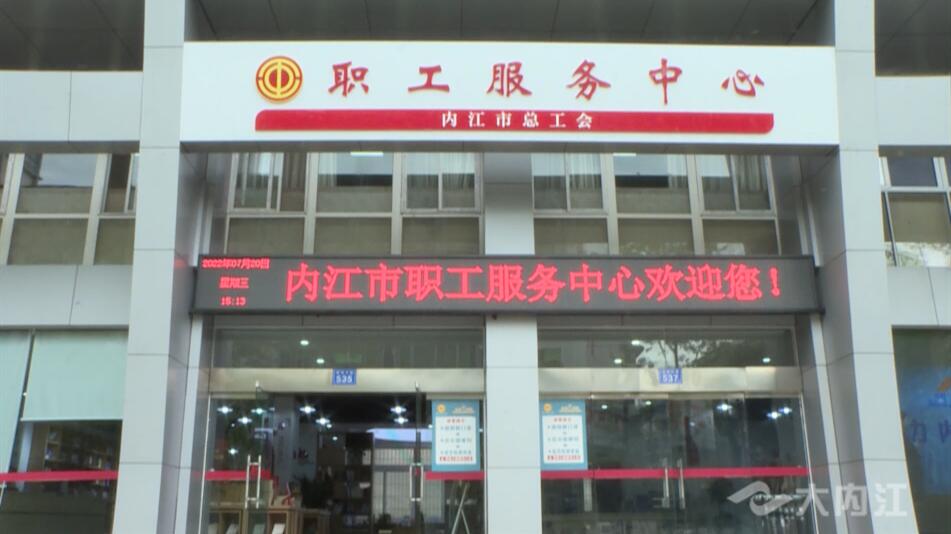 职工服务中心
内江市总工会
2022年07月20日
星期三
15:13
内江市职工服务中心欢迎您！
535
537
大内江